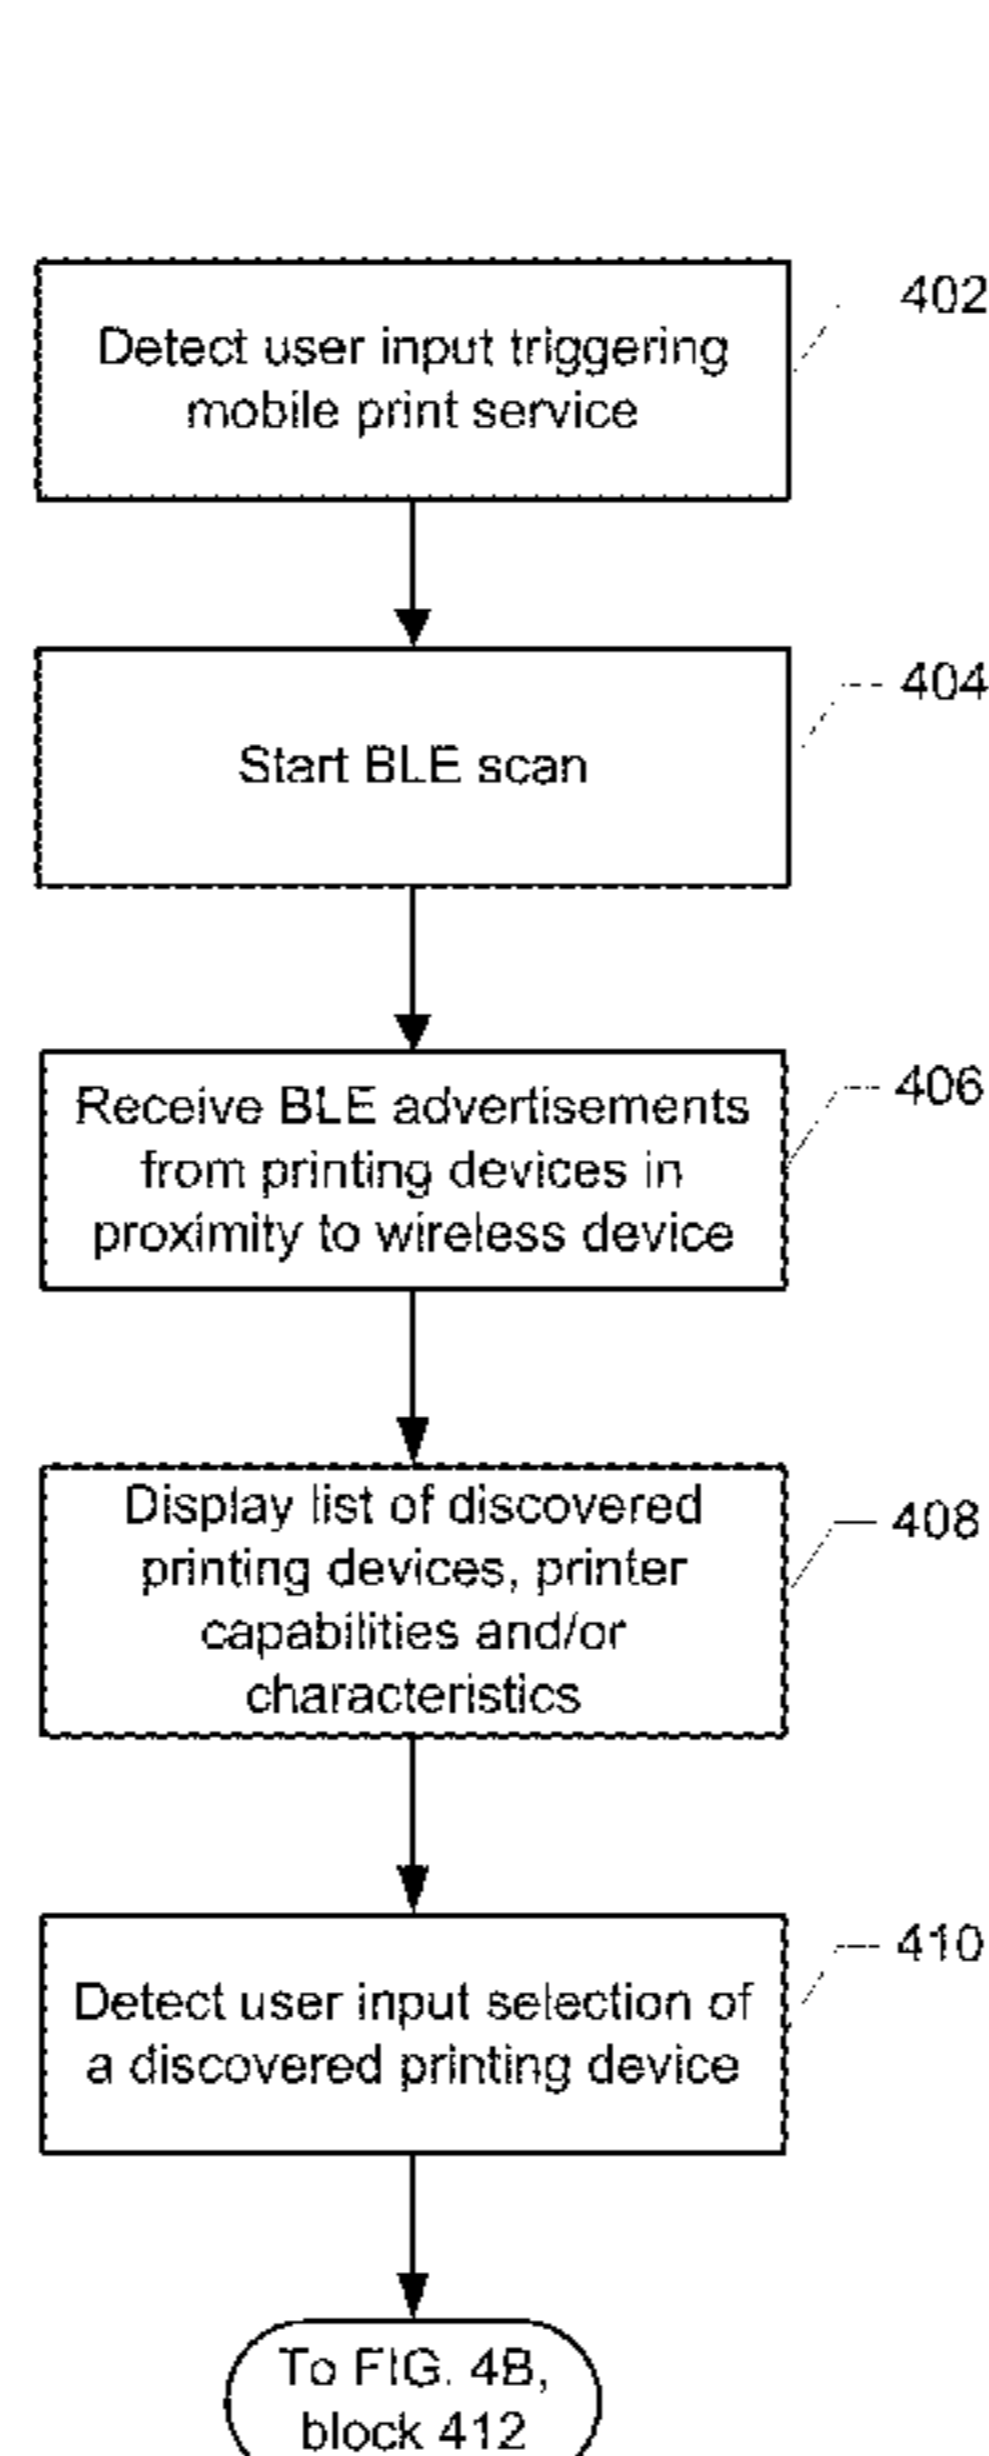 402
Detect user input triggering
mobile print service
404
Start BLE scan
406
Receive BLE advertisements
from printing devices in
proximity to wireless device
408
Display list of discovered
printing devices, printer
capabilities and/or
characteristics
410
Detect user input selection of
a discovered printing device
To FIG. 4B,
block 412